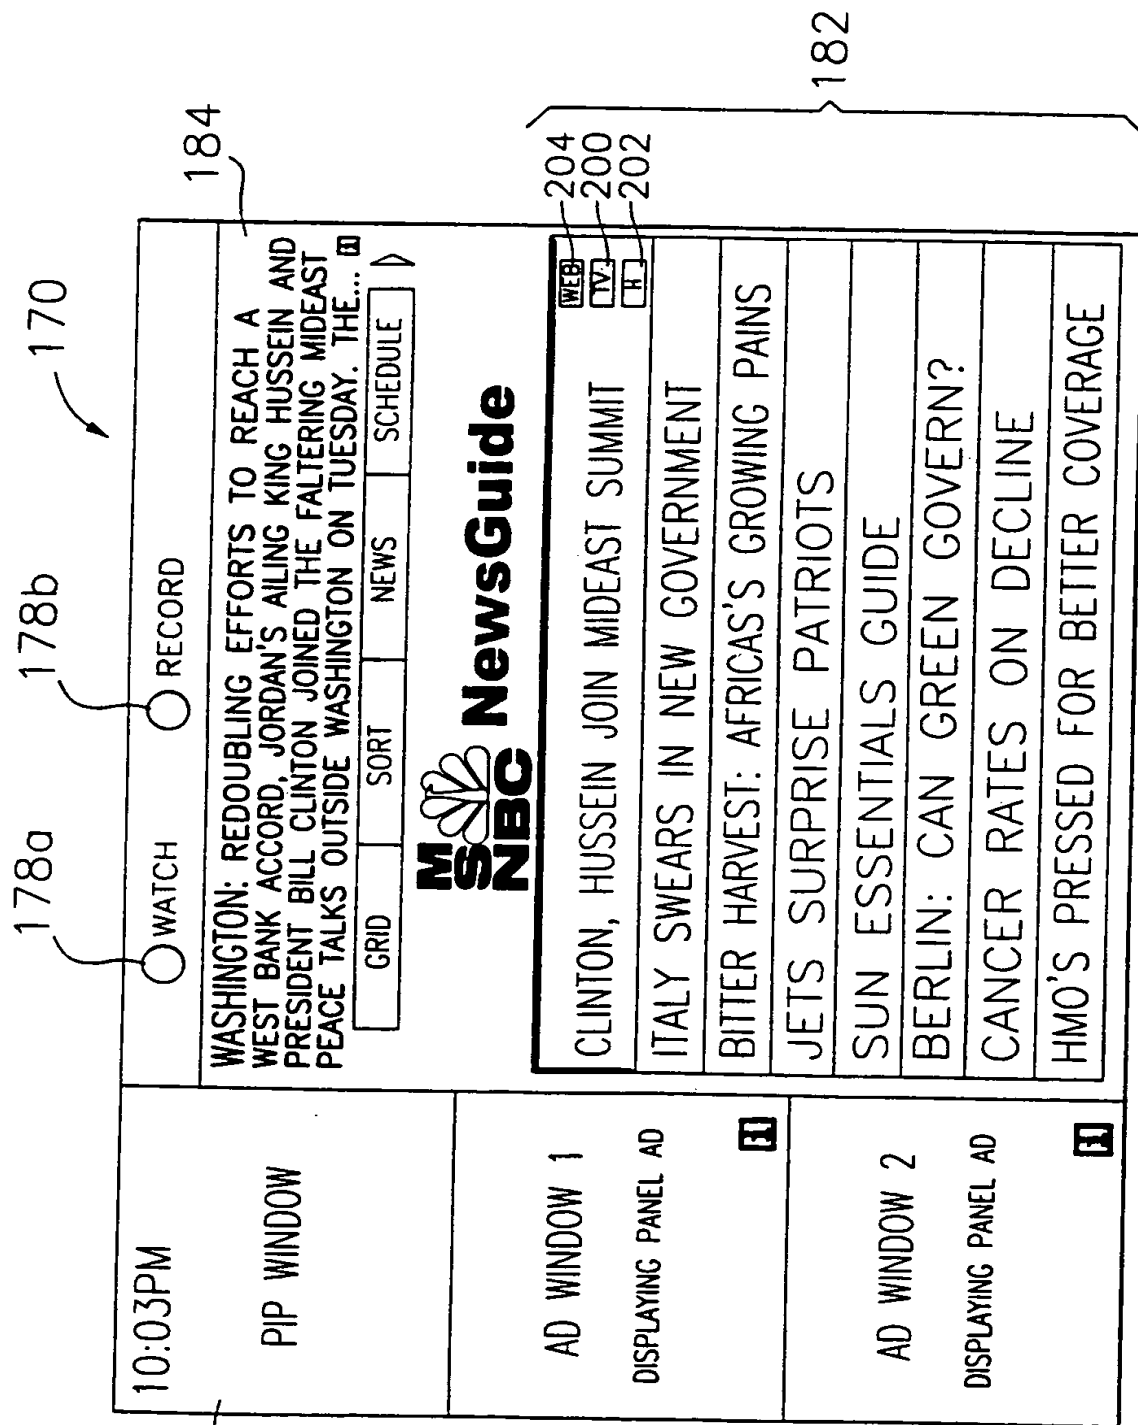 170
178a
178b
10:03PM
WATCH
RECORD
184
PIP WINDOW
WASHINGTON: REDOUBLING EFFORTS TO REACH A
WEST BANK ACCORD, JORDAN'S AILING KING HUSSEIN AND
PRESIDENT BILL CLINTON JOINED THE FALTERING MIDEAST
PEACE TALKS OUTSIDE WASHINGTON ON TUESDAY. THE... i
GRID
SORT
NEWS
SCHEDULE
MSNBC NewsGuide
AD WINDOW 1
DISPLAYING PANEL AD
i
CLINTON, HUSSEIN JOIN MIDEAST SUMMIT
WEB
204
TV
200
202
ITALY SWEARS IN NEW GOVERNMENT
BITTER HARVEST: AFRICAS'S GROWING PAINS
JETS SURPRISE PATRIOTS
AD WINDOW 2
DISPLAYING PANEL AD
i
SUN ESSENTIALS GUIDE
BERLIN: CAN GREEN GOVERN?
CANCER RATES ON DECLINE
HMO'S PRESSED FOR BETTER COVERAGE
182